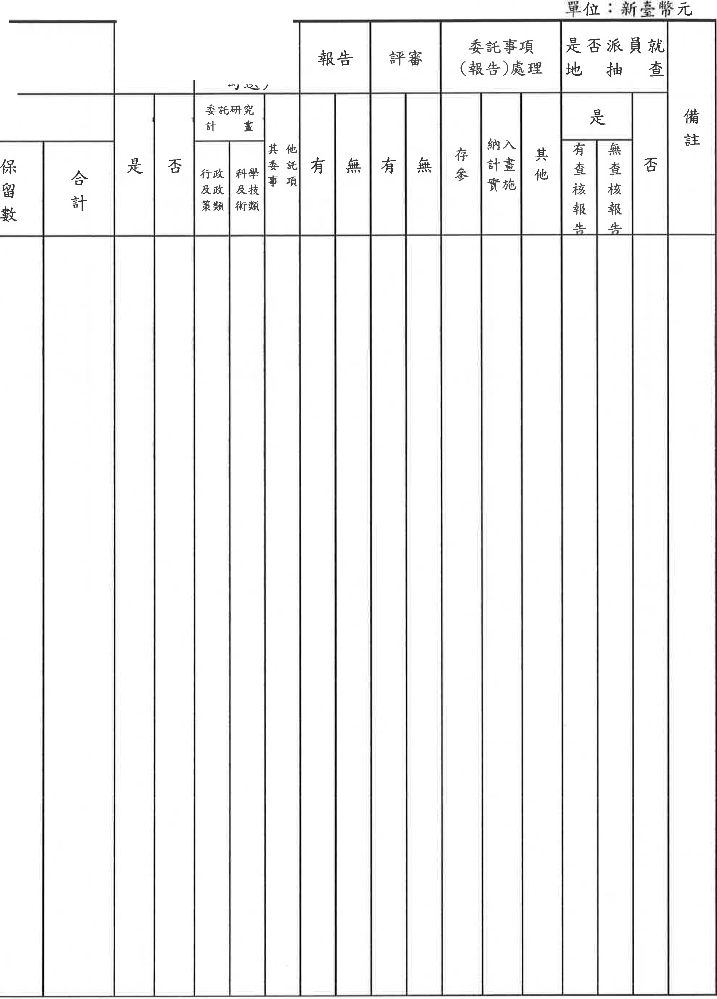 單位：新臺幣元
報告
評審
委託事項
(報告)處理
是否派員就
地抽查
備註
委託研究
計畫
是
保留數
合計
是
否
行政
及政
策類
科學
及技
術類
其他
委託
事項
有
無
有
無
存參
納入
計畫
實施
其他
有查核報告
無查核報告
否